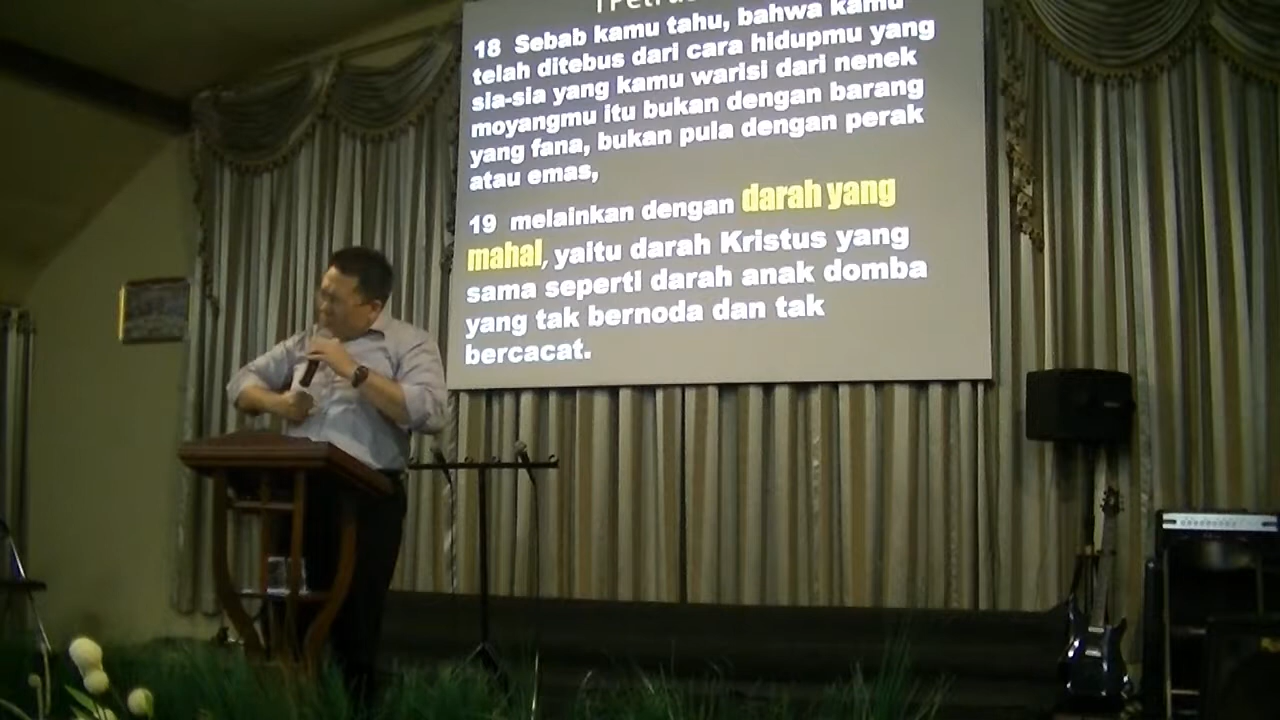 1 Petrus
18 Sebab kamu tahu, bahwa kamu
telah ditebus dari cara hidupmu yang
sia-sia yang kamu warisi dari nenek
moyangmu itu bukan dengan barang
yang fana, bukan pula dengan perak
atau emas,
19 melainkan dengan darah yang
mahal, yaitu darah Kristus yang
sama seperti darah anak domba
yang tak bernoda dan tak
bercacat.